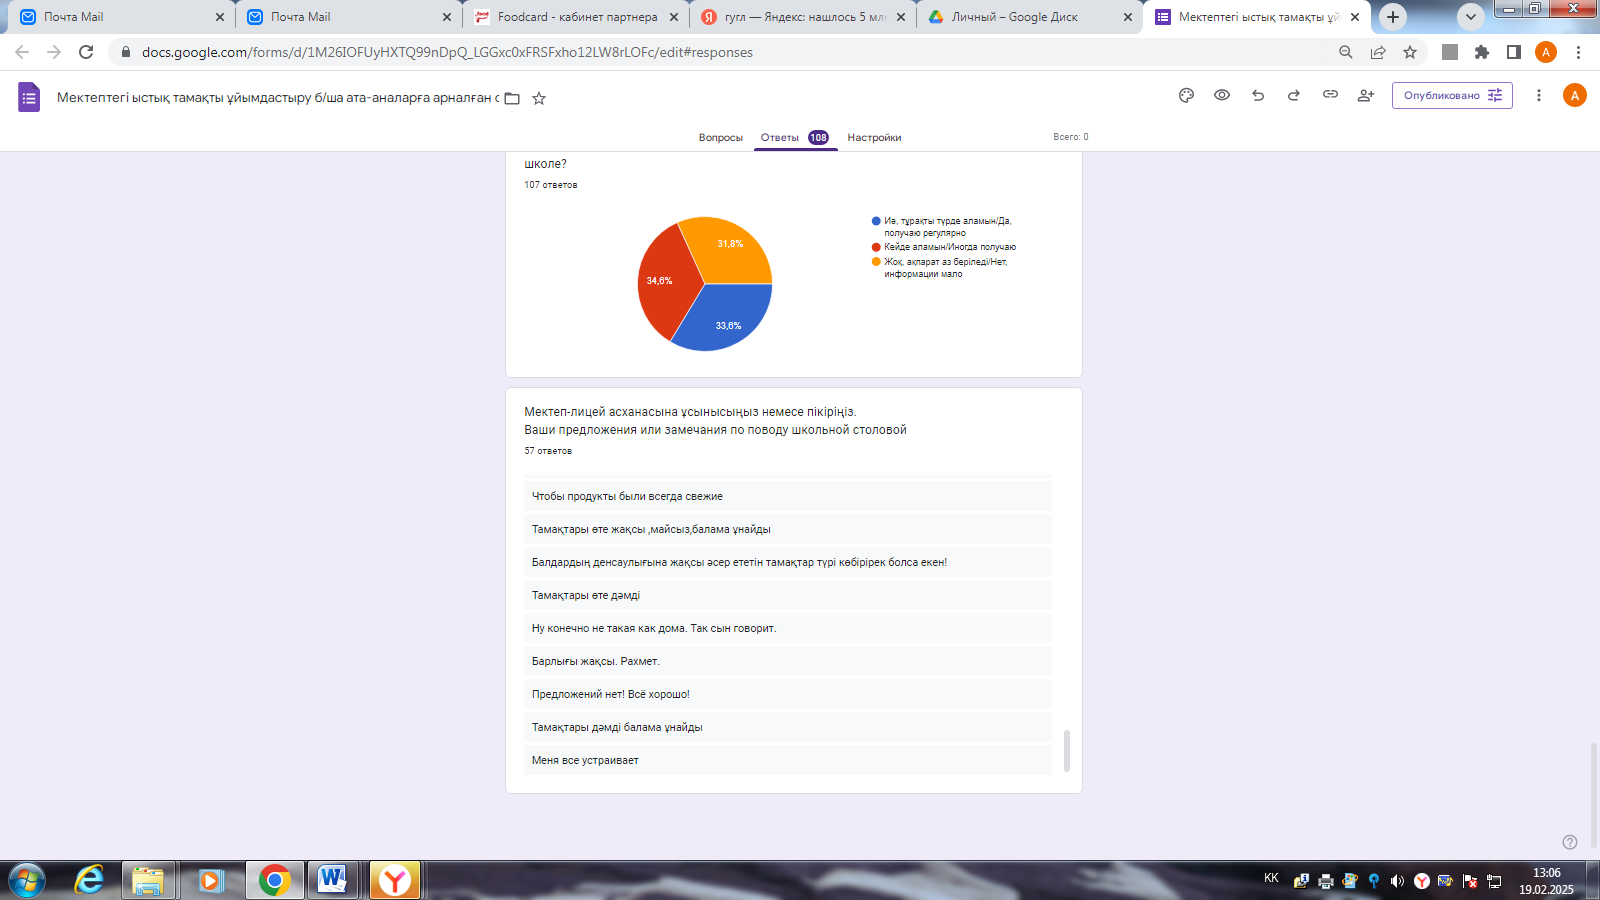 Почта Mail
Почта Mail
Foodcard - кабинет партнера
гугл — Яндекс: нашлось 5 мл
Личный – Google Диск
Мектептегі ыстық тамақты ұй
docs.google.com/forms/d/1M26IOFUyHXTQ99nDpQ_LGGxc0xFRSFxho12LW8rLOFc/edit#responses
A
Мектептегі ыстық тамақты ұйымдастыру б/ша ата-аналарға арналған с
Опубликовано
A
Вопросы
Ответы 108
Настройки
Всего: 0
школе?
107 ответов
31,8%
34,6%
33,6%
Иә, тұрақты түрде аламын/Да,
получаю регулярно
Кейде аламын/Иногда получаю
Жоқ, ақпарат аз беріледі/Нет,
информации мало
Мектеп-лицей асханасына ұсынысыңыз немесе пікіріңіз.
Ваши предложения или замечания по поводу школьной столовой
57 ответов
Чтобы продукты были всегда свежие
Тамақтары өте жақсы ,майсыз,балама ұнайды
Балдардың денсаулығына жақсы әсер ететін тамақтар түрі көбірірек болса екен!
Тамақтары өте дәмді
Ну конечно не такая как дома. Так сын говорит.
Барлығы жақсы. Рахмет.
Предложений нет! Всё хорошо!
Тамақтары дәмді балама ұнайды
Меня все устраивает
KK
13:06
19.02.2025